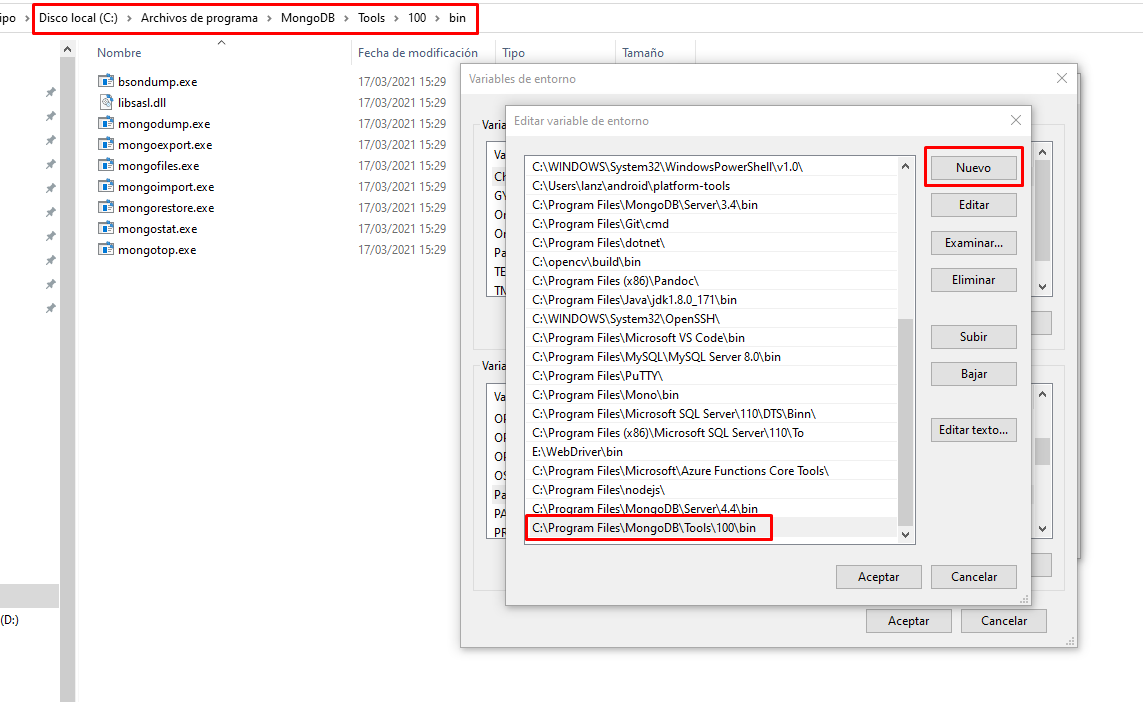 ipo > Disco local (C:) > Archivos de programa > MongoDB > Tools > 100 > bin
Nombre Fecha de modificación Tipo Tamaño
bsondump.exe 17/03/2021 15:29
libsasl.dll 17/03/2021 15:29
mongodump.exe 17/03/2021 15:29
mongoexport.exe 17/03/2021 15:29
mongofiles.exe 17/03/2021 15:29
mongoimport.exe 17/03/2021 15:29
mongorestore.exe 17/03/2021 15:29
mongostat.exe 17/03/2021 15:29
mongotop.exe 17/03/2021 15:29
(D:)
Variables de entorno
Varia
Va
Ch
On
On
Pa
TE
Varia
Va
OS
Pa
PA
Editar variable de entorno
C:\WINDOWS\System32\WindowsPowerShell\v1.0\
C:\Users\lanz\android\platform-tools
C:\Program Files\MongoDB\Server\3.4\bin
C:\Program Files\Git\cmd
C:\Program Files\dotnet\
C:\opencv\build\bin
C:\Program Files (x86)\Pandoc\
C:\Program Files\Java\jdk1.8.0_171\bin
C:\WINDOWS\System32\OpenSSH\
C:\Program Files\Microsoft VS Code\bin
C:\Program Files\MySQL\MySQL Server 8.0\bin
C:\Program Files\PuTTY\
C:\Program Files\Mono\bin
C:\Program Files\Microsoft SQL Server\110\DTS\Binn\
C:\Program Files (x86)\Microsoft SQL Server\110\To
E:\WebDriver\bin
C:\Program Files\Microsoft\Azure Functions Core Tools\
C:\Program Files\nodejs\
C:\Program Files\MongoDB\Server\4.4\bin
C:\Program Files\MongoDB\Tools\100\bin
Nuevo
Editar
Examinar...
Eliminar
Subir
Bajar
Editar texto...
Aceptar Cancelar
Aceptar Cancelar